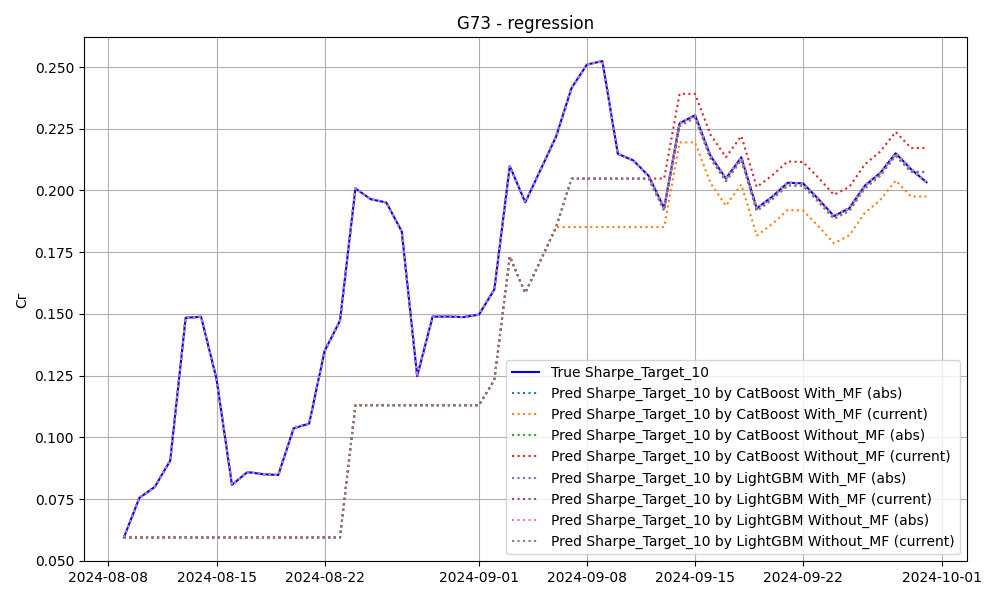 G73 - regression
Cr
0.250
0.225
0.200
0.175
0.150
0.125
0.100
0.075
0.050
2024-08-08 2024-08-15 2024-08-22 2024-09-01 2024-09-08 2024-09-15 2024-09-22 2024-10-01
True Sharpe_Target_10
Pred Sharpe_Target_10 by CatBoost With_MF (abs)
Pred Sharpe_Target_10 by CatBoost With_MF (current)
Pred Sharpe_Target_10 by CatBoost Without_MF (abs)
Pred Sharpe_Target_10 by CatBoost Without_MF (current)
Pred Sharpe_Target_10 by LightGBM With_MF (abs)
Pred Sharpe_Target_10 by LightGBM With_MF (current)
Pred Sharpe_Target_10 by LightGBM Without_MF (abs)
Pred Sharpe_Target_10 by LightGBM Without_MF (current)